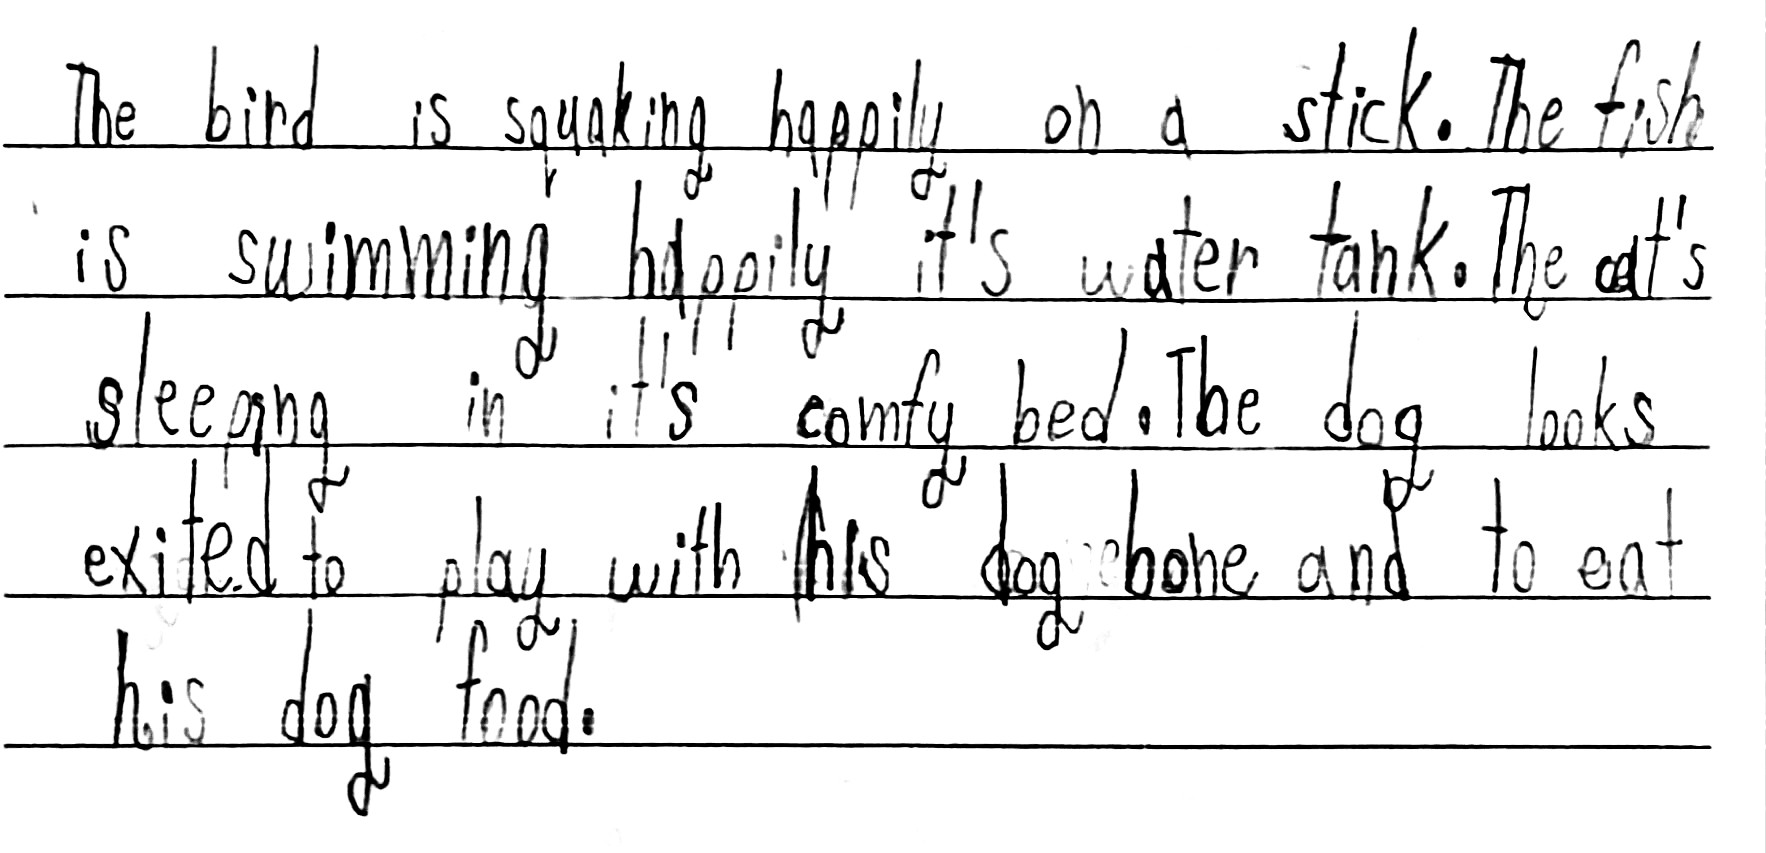 The bird is squaking happily on a stick. The fish
is swimming happily it's water tank. The cat's
sleeping in it's comfy bed. The dog looks
exited to play with his dog bone and to eat
his dog food.